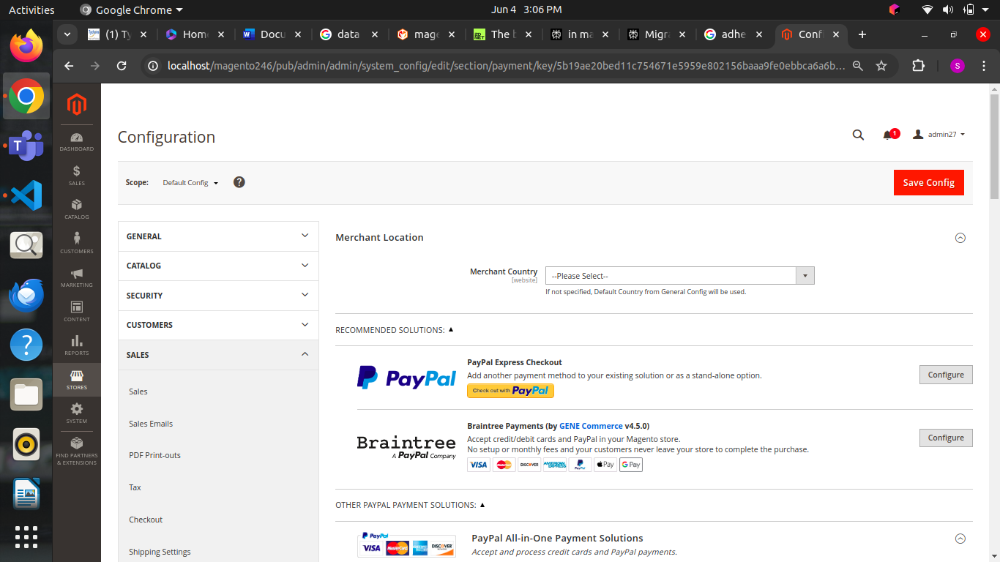 Activities
Google Chrome
Jun 4 3:06 PM
(1) Ty
Home
Docu
data
mage
The b
in ma
Migr
adhe
Confi
localhost/magento246/pub/admin/admin/system_config/edit/section/payment/key/5b19ae20bed11c754671e5959e802156baaa9fe0ebbca6a6b...
S
DASHBOARD
SALES
CATALOG
CUSTOMERS
MARKETING
CONTENT
REPORTS
STORES
SYSTEM
FIND PARTNERS
& EXTENSIONS
Configuration
1
admin27
Scope:
Default Config
?
Save Config
GENERAL
CATALOG
SECURITY
CUSTOMERS
SALES
Sales
Sales Emails
PDF Print-outs
Tax
Checkout
Shipping Settings
Merchant Location
Merchant Country
[website]
--Please Select--
If not specified, Default Country from General Config will be used.
RECOMMENDED SOLUTIONS:
PayPal
PayPal Express Checkout
Add another payment method to your existing solution or as a stand-alone option.
Check out with PayPal
Configure
Braintree
A PayPal Company
Braintree Payments (by GENE Commerce v4.5.0)
Accept credit/debit cards and PayPal in your Magento store.
No setup or monthly fees and your customers never leave your store to complete the purchase.
VISA MasterCard DISCOVER AMERICAN EXPRESS PayPal Pay G Pay
Configure
OTHER PAYPAL PAYMENT SOLUTIONS:
PayPal
VISA MasterCard DISCOVER
PayPal All-in-One Payment Solutions
Accept and process credit cards and PayPal payments.